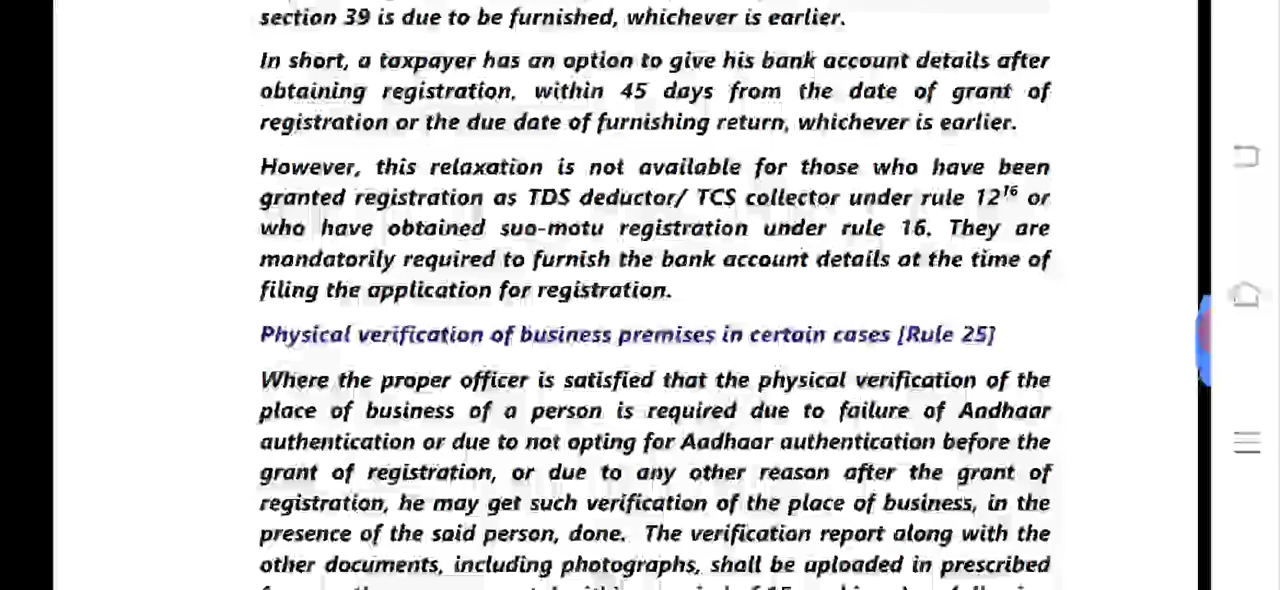 section 39 is due to be furnished, whichever is earlier.
In short, a taxpayer has an option to give his bank account details after
obtaining registration, within 45 days from the date of grant of
registration or the due date of furnishing return, whichever is earlier.
However, this relaxation is not available for those who have been
granted registration as TDS deductor/ TCS collector under rule 12¹⁶ or
who have obtained suo-motu registration under rule 16. They are
mandatorily required to furnish the bank account details at the time of
filing the application for registration.
Physical verification of business premises in certain cases [Rule 25]
Where the proper officer is satisfied that the physical verification of the
place of business of a person is required due to failure of Aadhaar
authentication or due to not opting for Aadhaar authentication before the
grant of registration, or due to any other reason after the grant of
registration, he may get such verification of the place of business, in the
presence of the said person, done. The verification report along with the
other documents, including photographs, shall be uploaded in prescribed